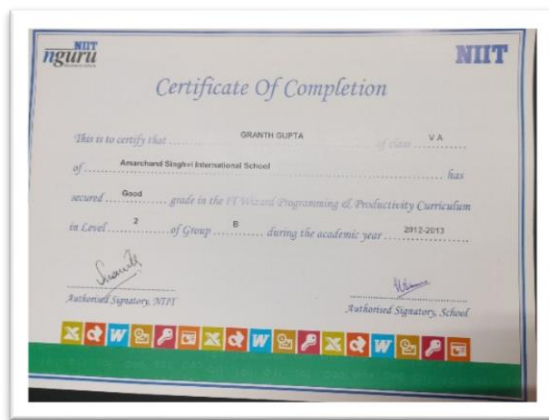 NIIT
nguru
NIIT
Certificate Of Completion
This is to certify that GRANTH GUPTA of class V A
of Amarchand Singhvi International School has
secured Good grade in the IT Wizard Programming & Productivity Curriculum
in Level 2 of Group B during the academic year 2012-2013
Authorised Signatory, NIIT
Authorised Signatory, School